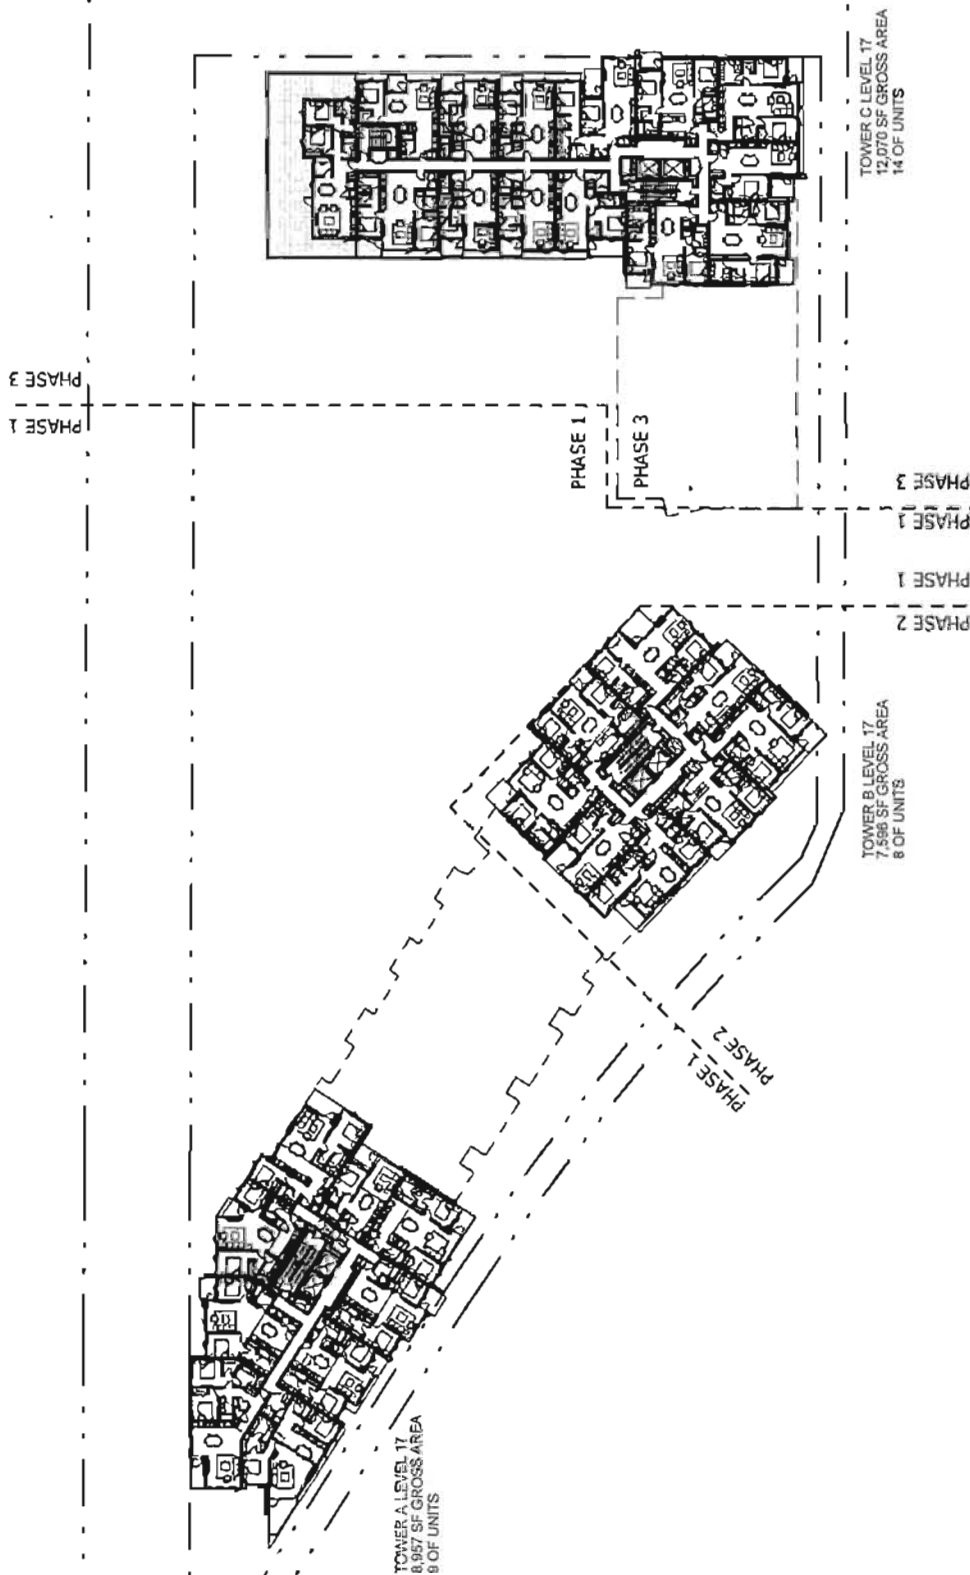 TOWER C LEVEL 17
12,070 SF GROSS AREA
14 OF UNITS
PHASE 3
PHASE 1
PHASE 1
PHASE 3
PHASE 3
PHASE 1
PHASE 1
PHASE 2
TOWER B LEVEL 17
7,596 SF GROSS AREA
8 OF UNITS
PHASE 2
PHASE 1
TOWER A LEVEL 17
8,957 SF GROSS AREA
9 OF UNITS